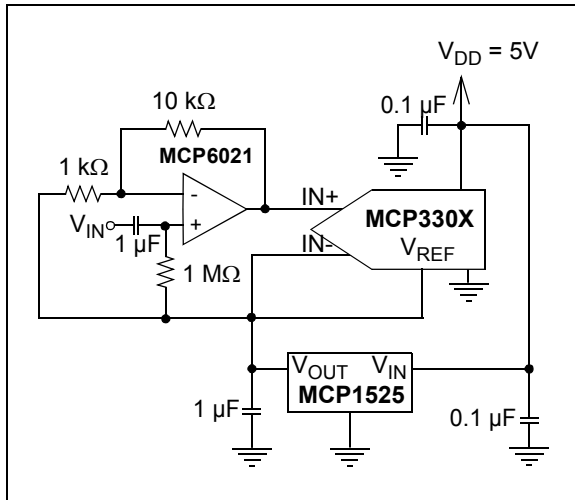 V_DD = 5V
0.1 µF
10 kΩ
MCP6021
1 kΩ
-
+
V_IN
1 µF
1 MΩ
IN+
IN-
MCP330X
V_REF
V_OUT V_IN
MCP1525
1 µF
0.1 µF